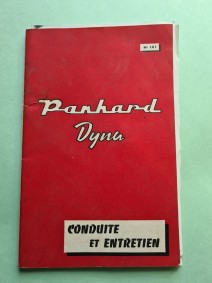 Panhard
Dyna
CONDUITE
ET ENTRETIEN